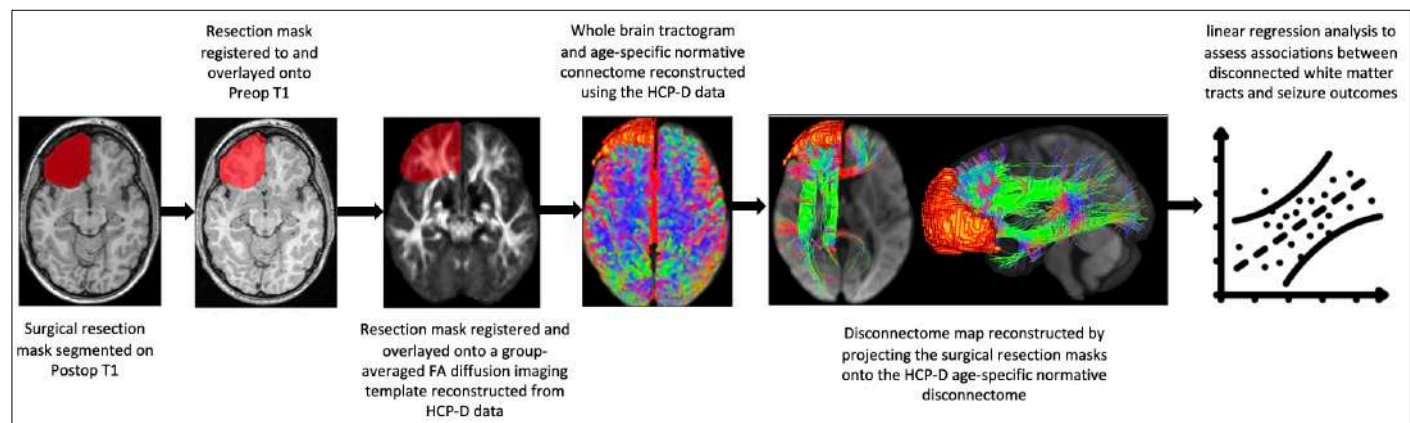 Surgical resection
mask segmented on
Postop T1
Resection mask
registered to and
overlayed onto
Preop T1
Resection mask registered and
overlayed onto a group-
averaged FA diffusion imaging
template reconstructed from
HCP-D data
Whole brain tractogram
and age-specific normative
connectome reconstructed
using the HCP-D data
Disconnectome map reconstructed by
projecting the surgical resection masks
onto the HCP-D age-specific normative
disconnectome
linear regression analysis to
assess associations between
disconnected white matter
tracts and seizure outcomes